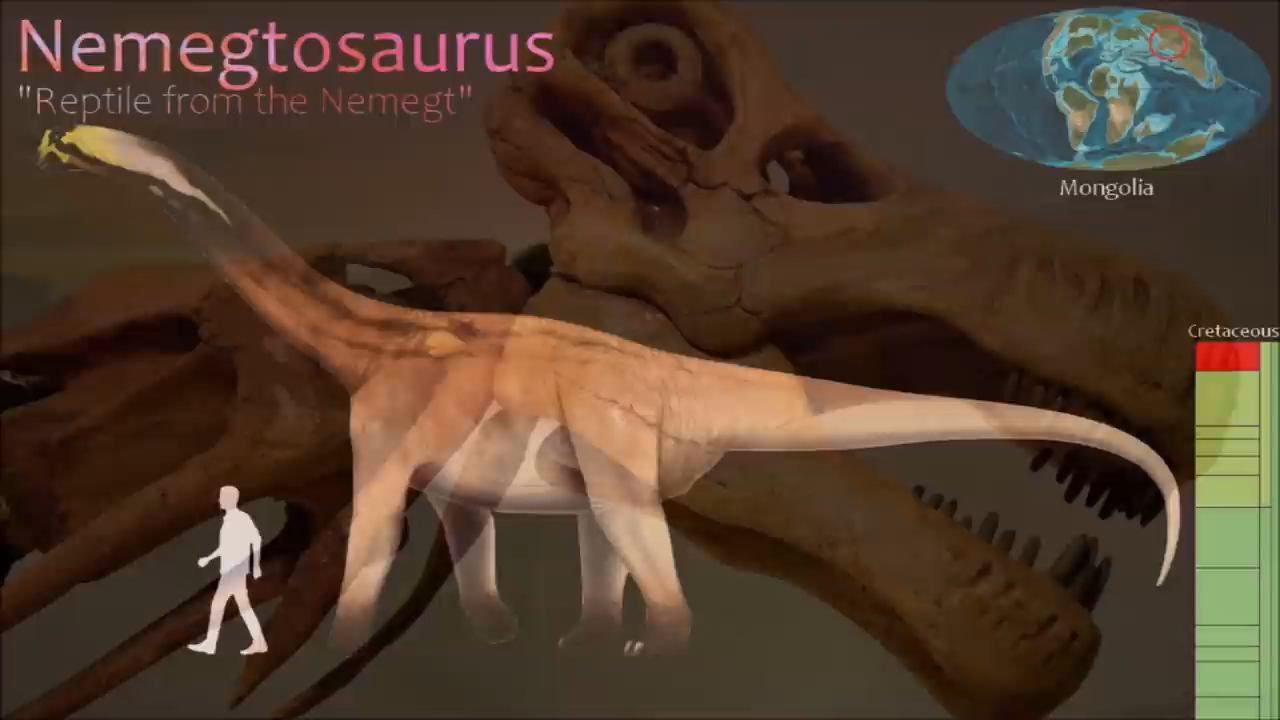 Nemegtosaurus
"Reptile from the Nemegt"
Mongolia
Cretaceous